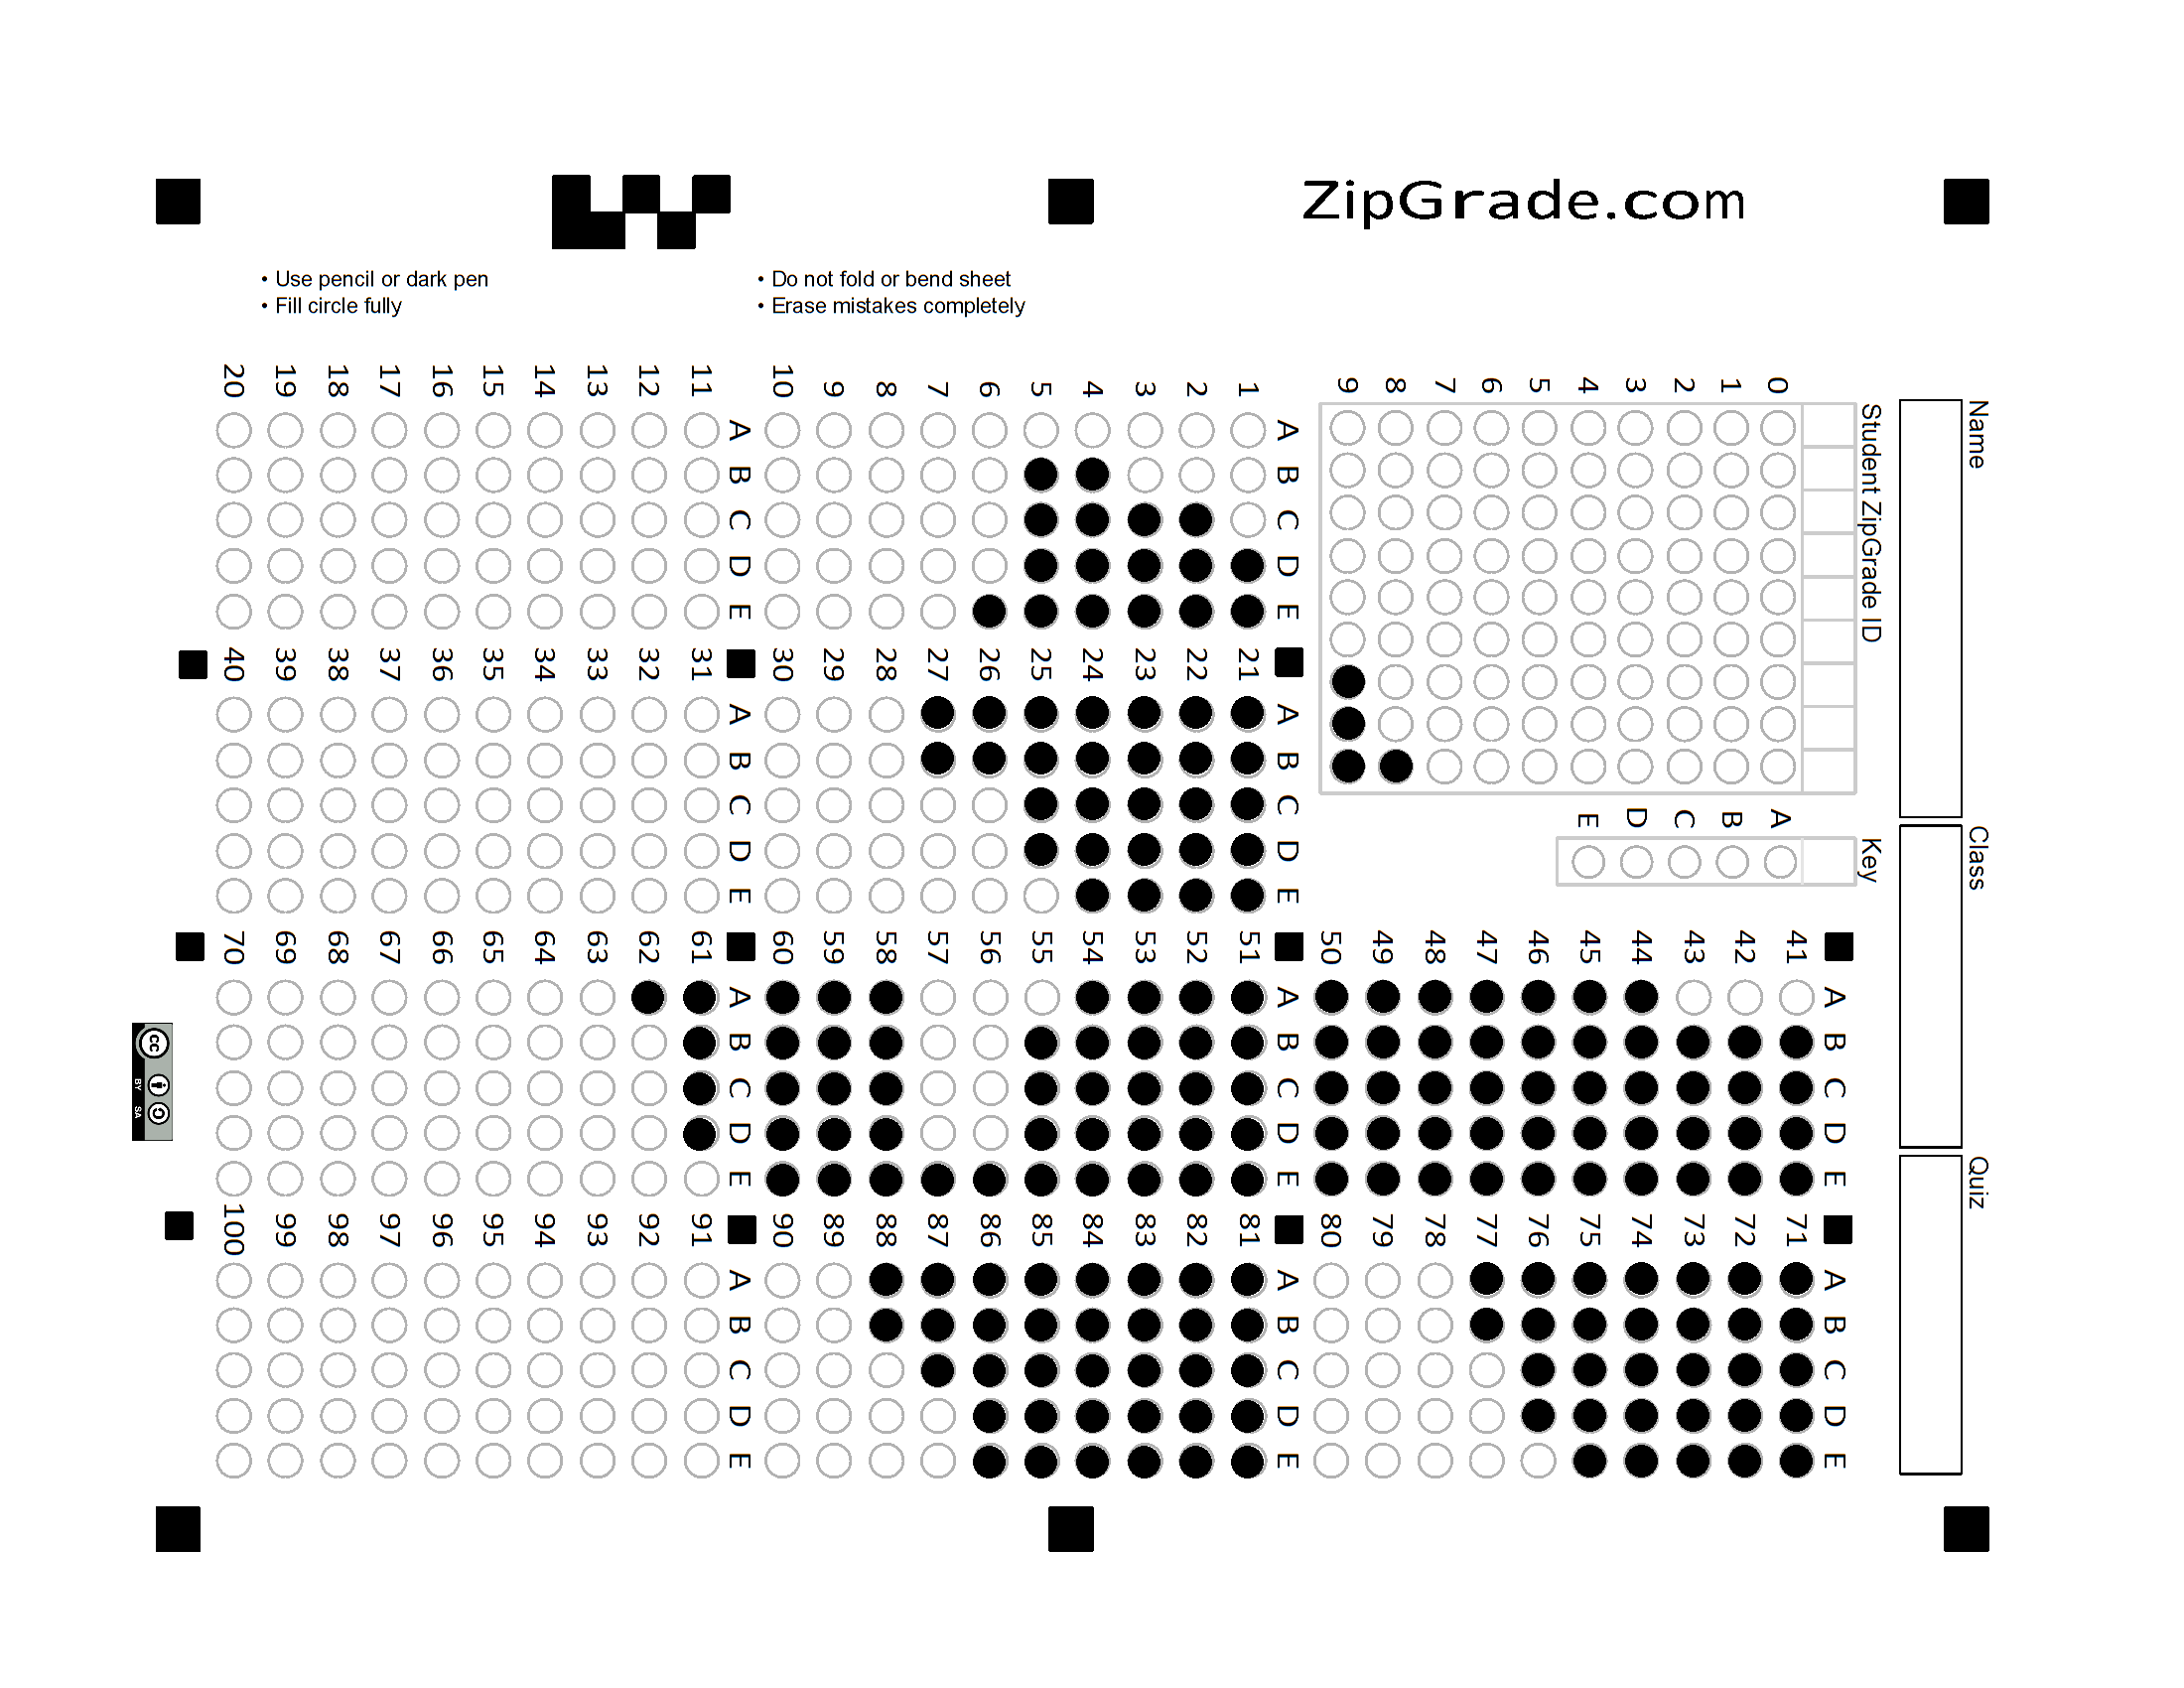 ZipGrade.com
• Use pencil or dark pen
• Fill circle fully
• Do not fold or bend sheet
• Erase mistakes completely
Name
Class
Quiz
Student ZipGrade ID
0 1 2 3 4 5 6 7 8 9
Key
A B C D E
A B C D E
1 2 3 4 5 6 7 8 9 10
A B C D E
11 12 13 14 15 16 17 18 19 20
A B C D E
21 22 23 24 25 26 27 28 29 30
A B C D E
31 32 33 34 35 36 37 38 39 40
A B C D E
41 42 43 44 45 46 47 48 49 50
A B C D E
51 52 53 54 55 56 57 58 59 60
A B C D E
61 62 63 64 65 66 67 68 69 70
A B C D E
71 72 73 74 75 76 77 78 79 80
A B C D E
81 82 83 84 85 86 87 88 89 90
A B C D E
91 92 93 94 95 96 97 98 99 100
cc
BY SA